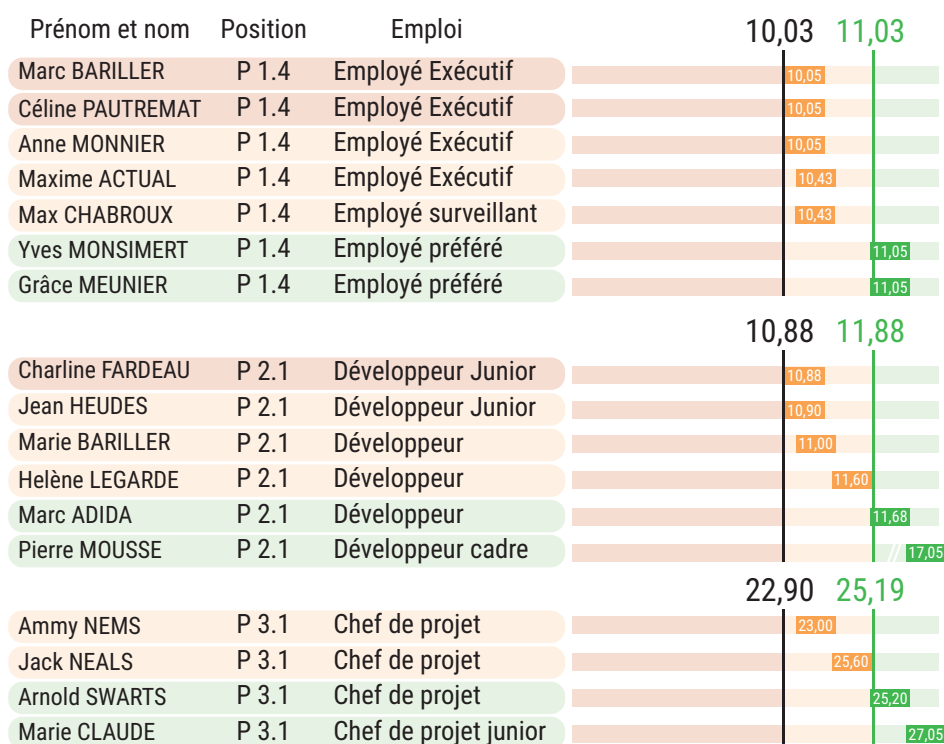 Prénom et nom Position Emploi 10,03 11,03
Marc BARILLER P 1.4 Employé Exécutif 10,05
Céline PAUTREMAT P 1.4 Employé Exécutif 10,05
Anne MONNIER P 1.4 Employé Exécutif 10,05
Maxime ACTUAL P 1.4 Employé Exécutif 10,43
Max CHABROUX P 1.4 Employé surveillant 10,43
Yves MONSIMERT P 1.4 Employé préféré 11,05
Grâce MEUNIER P 1.4 Employé préféré 11,05
10,88 11,88
Charline FARDEAU P 2.1 Développeur Junior 10,88
Jean HEUDES P 2.1 Développeur Junior 10,90
Marie BARILLER P 2.1 Développeur 11,00
Helène LEGARDE P 2.1 Développeur 11,60
Marc ADIDA P 2.1 Développeur 11,68
Pierre MOUSSE P 2.1 Développeur cadre // 17,05
22,90 25,19
Ammy NEMS P 3.1 Chef de projet 23,00
Jack NEALS P 3.1 Chef de projet 25,60
Arnold SWARTS P 3.1 Chef de projet 25,20
Marie CLAUDE P 3.1 Chef de projet junior 27,05